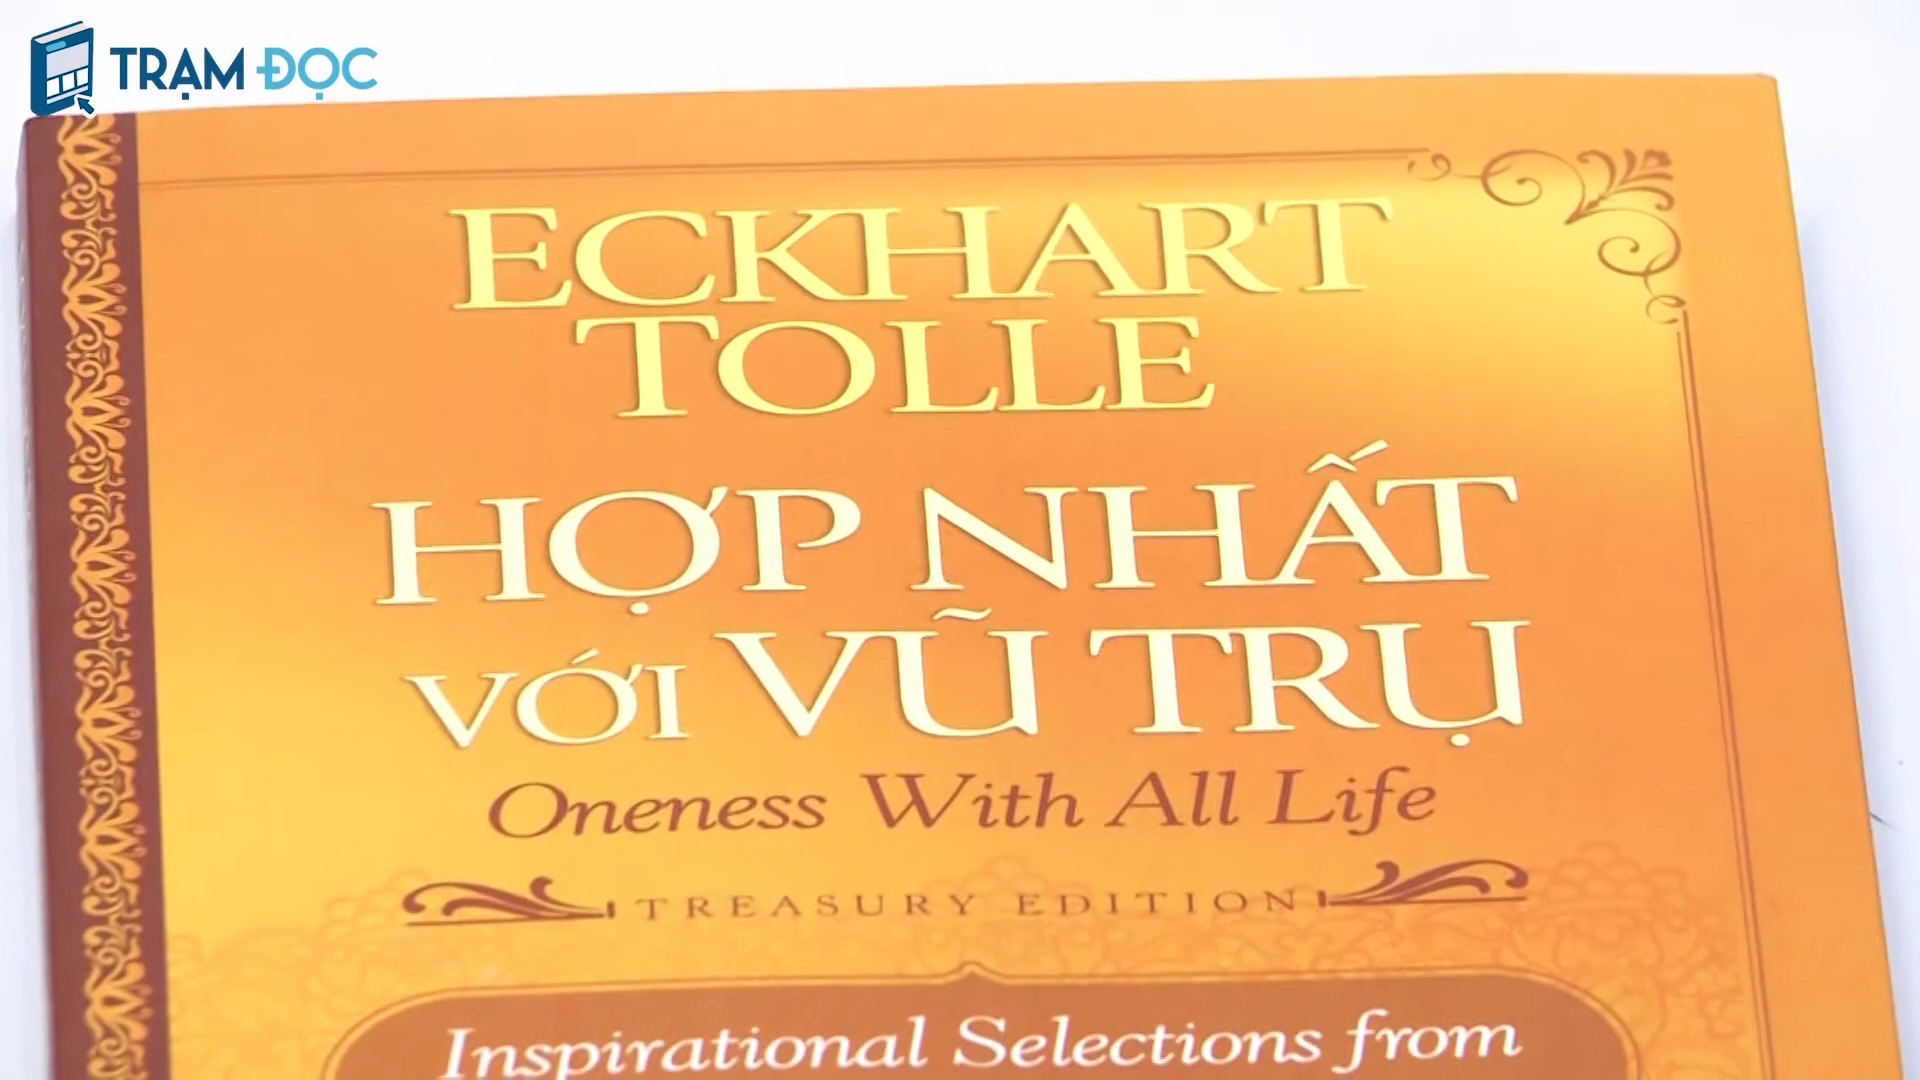 TRẠM ĐỌC
ECKHART
TOLLE
HỢP NHẤT
VỚI VŨ TRỤ
Oneness With All Life
TREASURY EDITION
Inspirational Selections from